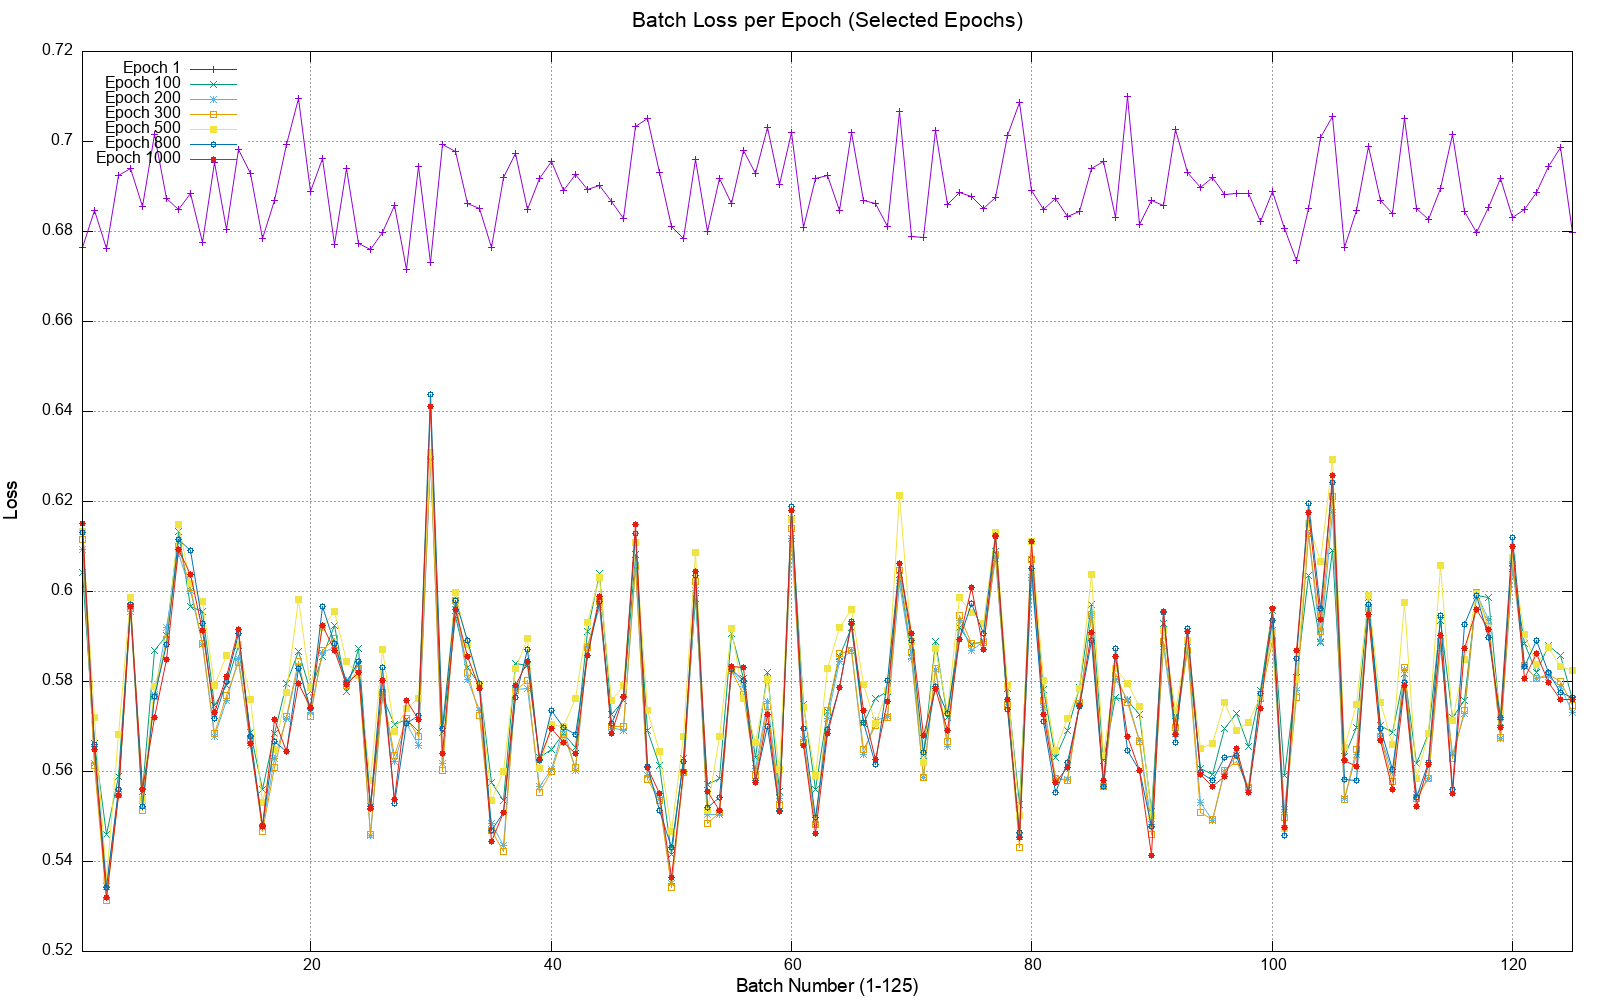 Batch Loss per Epoch (Selected Epochs)
0.72
0.7
0.68
0.66
0.64
0.62
0.6
0.58
0.56
0.54
0.52
Loss
Epoch 1
Epoch 100
Epoch 200
Epoch 300
Epoch 500
Epoch 800
Epoch 1000
20
40
60
80
100
120
Batch Number (1-125)